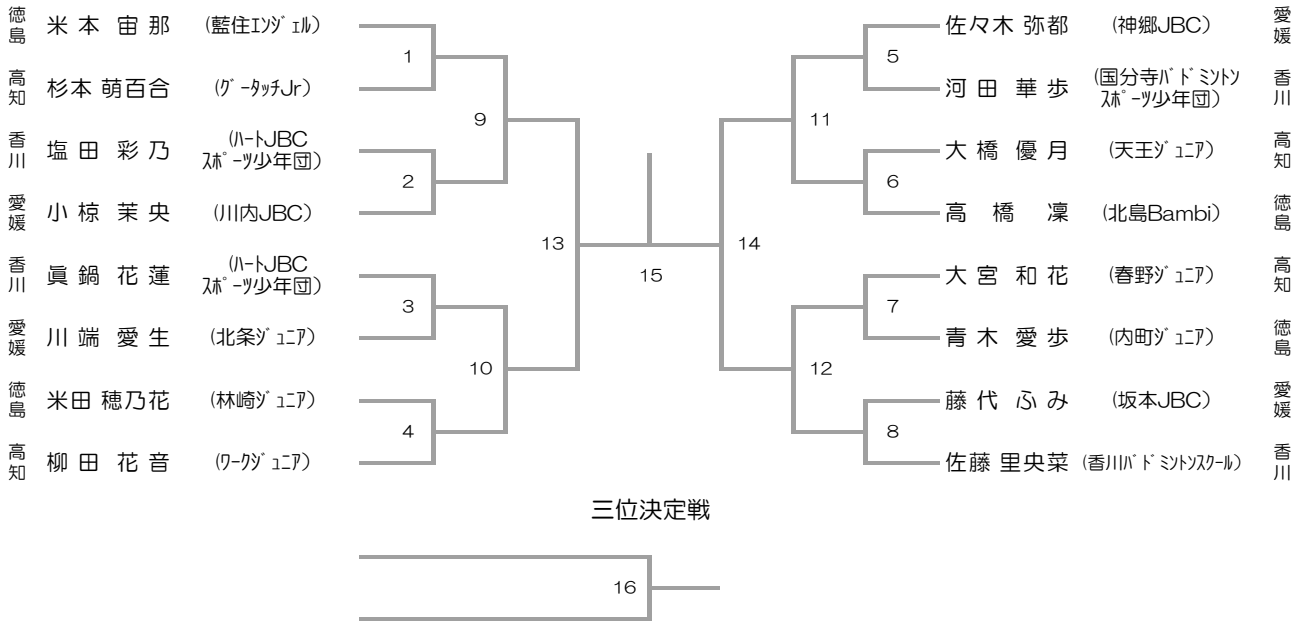 徳島 米本 宙那 (藍住ｴﾝｼﾞｪﾙ)
1
高知 杉本 萌百合 (ｸﾞｰﾀｯﾁJr)
9
香川 塩田 彩乃 (ﾊｰﾄJBC
ｽﾎﾟｰﾂ少年団)
2
愛媛 小椋 茉央 (川内JBC)
13
香川 眞鍋 花蓮 (ﾊｰﾄJBC
ｽﾎﾟｰﾂ少年団)
3
愛媛 川端 愛生 (北条ｼﾞｭﾆｱ)
10
徳島 米田 穂乃花 (林崎ｼﾞｭﾆｱ)
4
高知 柳田 花音 (ﾜｰｸｼﾞｭﾆｱ)
15
佐々木 弥都 (神郷JBC) 愛媛
5
河田 華歩 (国分寺ﾊﾞﾄﾞﾐﾝﾄﾝ
ｽﾎﾟｰﾂ少年団) 香川
11
大橋 優月 (天王ｼﾞｭﾆｱ) 高知
6
高橋 凜 (北島Bambi) 徳島
14
大宮 和花 (春野ｼﾞｭﾆｱ) 高知
7
青木 愛歩 (内町ｼﾞｭﾆｱ) 徳島
12
藤代 ふみ (坂本JBC) 愛媛
8
佐藤 里央菜 (香川ﾊﾞﾄﾞﾐﾝﾄﾝｽｸｰﾙ) 香川
三位決定戦
16